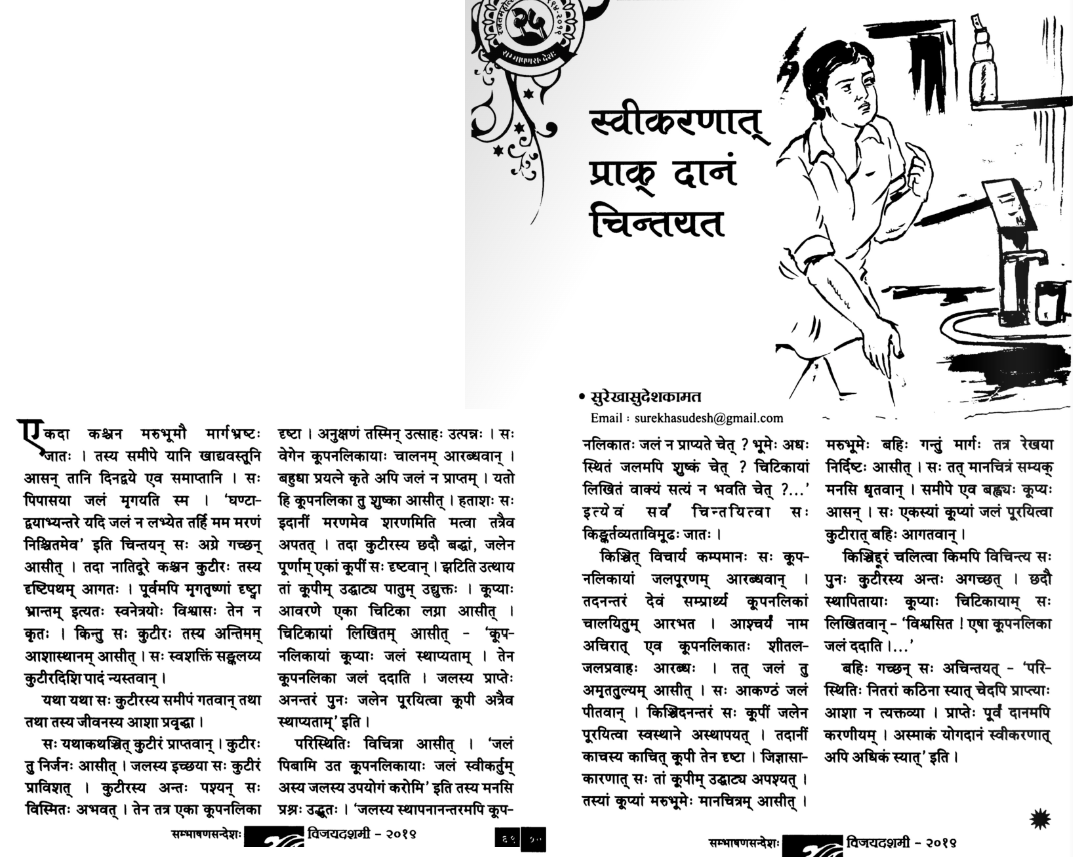 स्वीकरणात्
प्राक् दानं
चिन्तयत
• सुरेखासुदेशकामत
Email : surekhasudesh@gmail.com
एकदा कश्चन मरुभूमौ मार्गभ्रष्टः
जातः । तस्य समीपे यानि खाद्यवस्तूनि
आसन् तानि दिनद्वये एव समाप्तानि । सः
पिपासया जलं मृगयति स्म । ‘घण्टा-
द्वयाभ्यन्तरे यदि जलं न लभ्येत तर्हि मम मरणं
निश्चितमेव’ इति चिन्तयन् सः अग्रे गच्छन्
आसीत् । तदा नातिदूरे कश्चन कुटीरः तस्य
दृष्टिपथम् आगतः । पूर्वमपि मृगतृष्णां दृष्ट्वा
भ्रान्तम् इत्यतः स्वनेत्रयोः विश्वासः तेन न
कृतः । किन्तु सः कुटीरः तस्य अन्तिमम्
आशास्थानम् आसीत् । सः स्वशक्तिं सङ्कलय्य
कुटीरदिशि पादं न्यस्तवान् ।
यथा यथा सः कुटीरस्य समीपं गतवान् तथा
तथा तस्य जीवनस्य आशा प्रवृद्धा ।
सः यथाकथञ्चित् कुटीरं प्राप्तवान् । कुटीरः
तु निर्जनः आसीत् । जलस्य इच्छया सः कुटीरं
प्राविशत् । कुटीरस्य अन्तः पश्यन् सः
विस्मितः अभवत् । तेन तत्र एका कूपनलिका
दृष्टा । अनुक्षणं तस्मिन् उत्साहः उत्पन्नः । सः
वेगेन कूपनलिकायाः चालनम् आरब्धवान् ।
बहुधा प्रयत्ने कृते अपि जलं न प्राप्तम् । यतो
हि कूपनलिका तु शुष्का आसीत् । हताशः सः
इदानीं मरणमेव शारणमिति मत्वा तत्रैव
अपतत् । तदा कुटीरस्य छदौ बद्धां, जलेन
पूर्णाम् एकां कूपीं सः दृष्टवान् । झटिति उत्थाय
तां कूपीम् उद्घाट्य पातुम् उद्युक्तः । कूप्याः
आवरणे एका चिटिका लग्ना आसीत् ।
चिटिकायां लिखितम् आसीत् - ‘कूप-
नलिकायां कूप्याः जलं स्थाप्यताम् । तेन
कूपनलिका जलं ददाति । जलस्य प्राप्तेः
अनन्तरं पुनः जलेन पूरयित्वा कूपी अत्रैव
स्थाप्यताम्’ इति ।
परिस्थितिः विचित्रा आसीत् । ‘जलं
पिबामि उत कूपनलिकायाः जलं स्वीकर्तुम्
अस्य जलस्य उपयोगं करोमि’ इति तस्य मनसि
प्रश्नः उद्भूतः । ‘जलस्य स्थापनानन्तरमपि कूप-
सम्भाषणसन्देशः विजयदशमी - २०१९
नलिकातः जलं न प्राप्यते चेत् ? भूमेः अधः
स्थितं जलमपि शुष्कं चेत् ? चिटिकायां
लिखितं वाक्यं सत्यं न भवति चेत् ?...’
इत्येवं सर्वं चिन्तयित्वा सः
किङ्कर्तव्यताविमूढः जातः ।
किञ्चित् विचार्य कम्पमानः सः कूप-
नलिकायां जलपूरणम् आरब्धवान् ।
तदनन्तरं देवं सम्प्रार्थ्य कूपनलिकां
चालयितुम् आरभत । आश्चर्यं नाम
अचिरात् एव कूपनलिकातः शीतल-
जलप्रवाहः आरब्धः । तत् जलं तु
अमृततुल्यम् आसीत् । सः आकण्ठं जलं
पीतवान् । किञ्चिदनन्तरं सः कूपीं जलेन
पूरयित्वा स्वस्थाने अस्थापयत् । तदानीं
काचस्य काचित् कूपी तेन दृष्टा । जिज्ञासा-
कारणात् सः तां कूपीम् उद्घाट्य अपश्यत् ।
तस्यां कूप्यां मरुभूमेः मानचित्रम् आसीत् ।
मरुभूमेः बहिः गन्तुं मार्गः तत्र रेखया
निर्दिष्टः आसीत् । सः तत् मानचित्रं सम्यक्
मनसि धृतवान् । समीपे एव बह्व्यः कूप्यः
आसन् । सः एकस्यां कूप्यां जलं पूरयित्वा
कुटीरात् बहिः आगतवान् ।
किञ्चिद्दूरं चलित्वा किमपि विचिन्त्य सः
पुनः कुटीरस्य अन्तः अगच्छत् । छदौ
स्थापितायाः कूप्याः चिटिकायाम् सः
लिखितवान् - ‘विश्वसित ! एषा कूपनलिका
जलं ददाति ।...’
बहिः गच्छन् सः अचिन्तयत् - ‘परि-
स्थितिः नितरां कठिना स्यात् चेदपि प्राप्त्याः
आशा न त्यक्तव्या । प्राप्तेः पूर्वं दानमपि
करणीयम् । अस्माकं योगदानं स्वीकरणात्
अपि अधिकं स्यात्’ इति ।
सम्भाषणसन्देशः विजयदशमी - २०१९